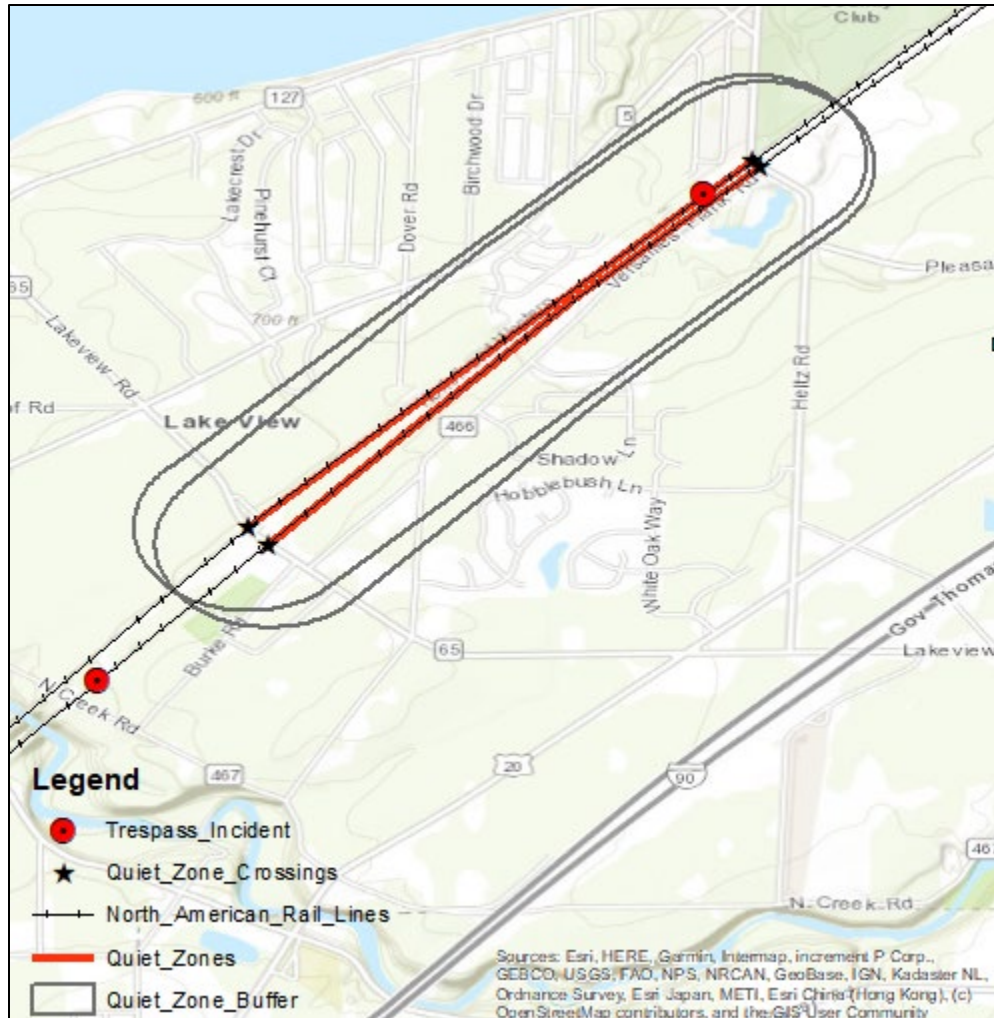 Club
600 ft
127
5
Lakecrest Dr
Pinehurst Ct
Birchwood Dr
Dover Rd
Pleasa
65
700 ft
Lakeview Rd
Heltz Rd
of Rd
Lake View
466
Shadow Ln
Hobblebush Ln
White Oak Way
Gov Thoma
65
Lakeview
Burke Rd
N Creek Rd
20
90
467
46
N. Creek Rd
Legend
Trespass_Incident
Quiet_Zone_Crossings
North_American_Rail_Lines
Quiet_Zones
Quiet_Zone_Buffer
Sources: Esri, HERE, Garmin, Intermap, increment P Corp.,
GEBCO, USGS, FAO, NPS, NRCAN, GeoBase, IGN, Kadaster NL,
Ordnance Survey, Esri Japan, METI, Esri China (Hong Kong), (c)
OpenStreetMap contributors, and the GIS User Community